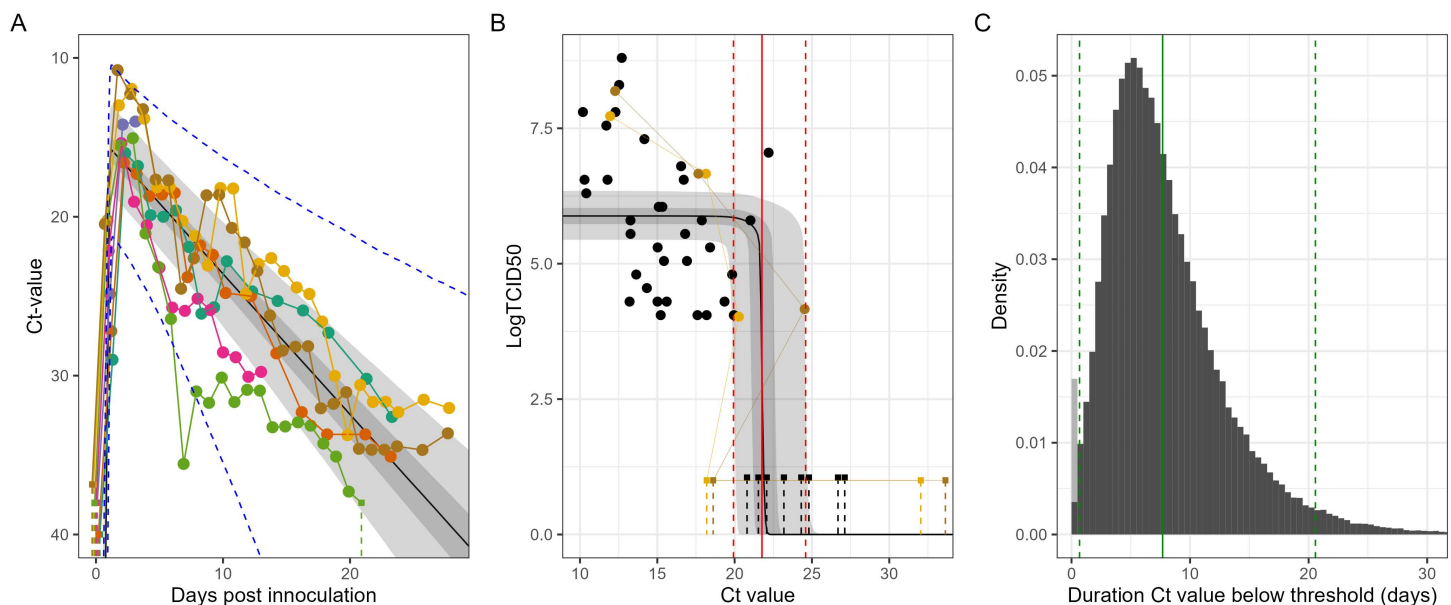 A
B
C
10
20
30
40
Ct-value
0
10
20
Days post innoculation
7.5
5.0
2.5
0.0
LogTCID50
10
15
20
25
30
Ct value
0.05
0.04
0.03
0.02
0.01
0.00
Density
0
10
20
30
Duration Ct value below threshold (days)